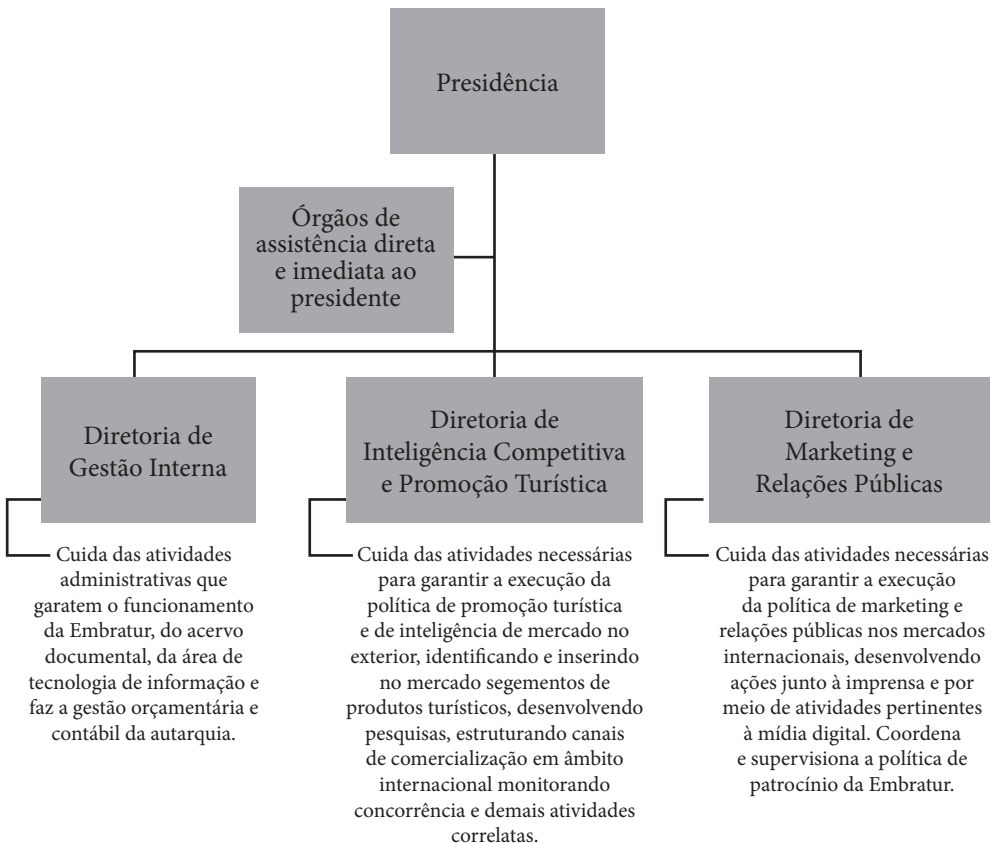 Presidência
Órgãos de
assistência direta
e imediata ao
presidente
Diretoria de
Gestão Interna
Cuida das atividades
administrativas que
garatem o funcionamento
da Embratur, do acervo
documental, da área de
tecnologia de informação e
faz a gestão orçamentária e
contábil da autarquia.
Diretoria de
Inteligência Competitiva
e Promoção Turística
Cuida das atividades necessárias
para garantir a execução da
política de promoção turística
e de inteligência de mercado no
exterior, identificando e inserindo
no mercado segementos de
produtos turísticos, desenvolvendo
pesquisas, estruturando canais
de comercialização em âmbito
internacional monitorando
concorrência e demais atividades
correlatas.
Diretoria de
Marketing e
Relações Públicas
Cuida das atividades necessárias
para garantir a execução
da política de marketing e
relações públicas nos mercados
internacionais, desenvolvendo
ações junto à imprensa e por
meio de atividades pertinentes
à mídia digital. Coordena
e supervisiona a política de
patrocínio da Embratur.